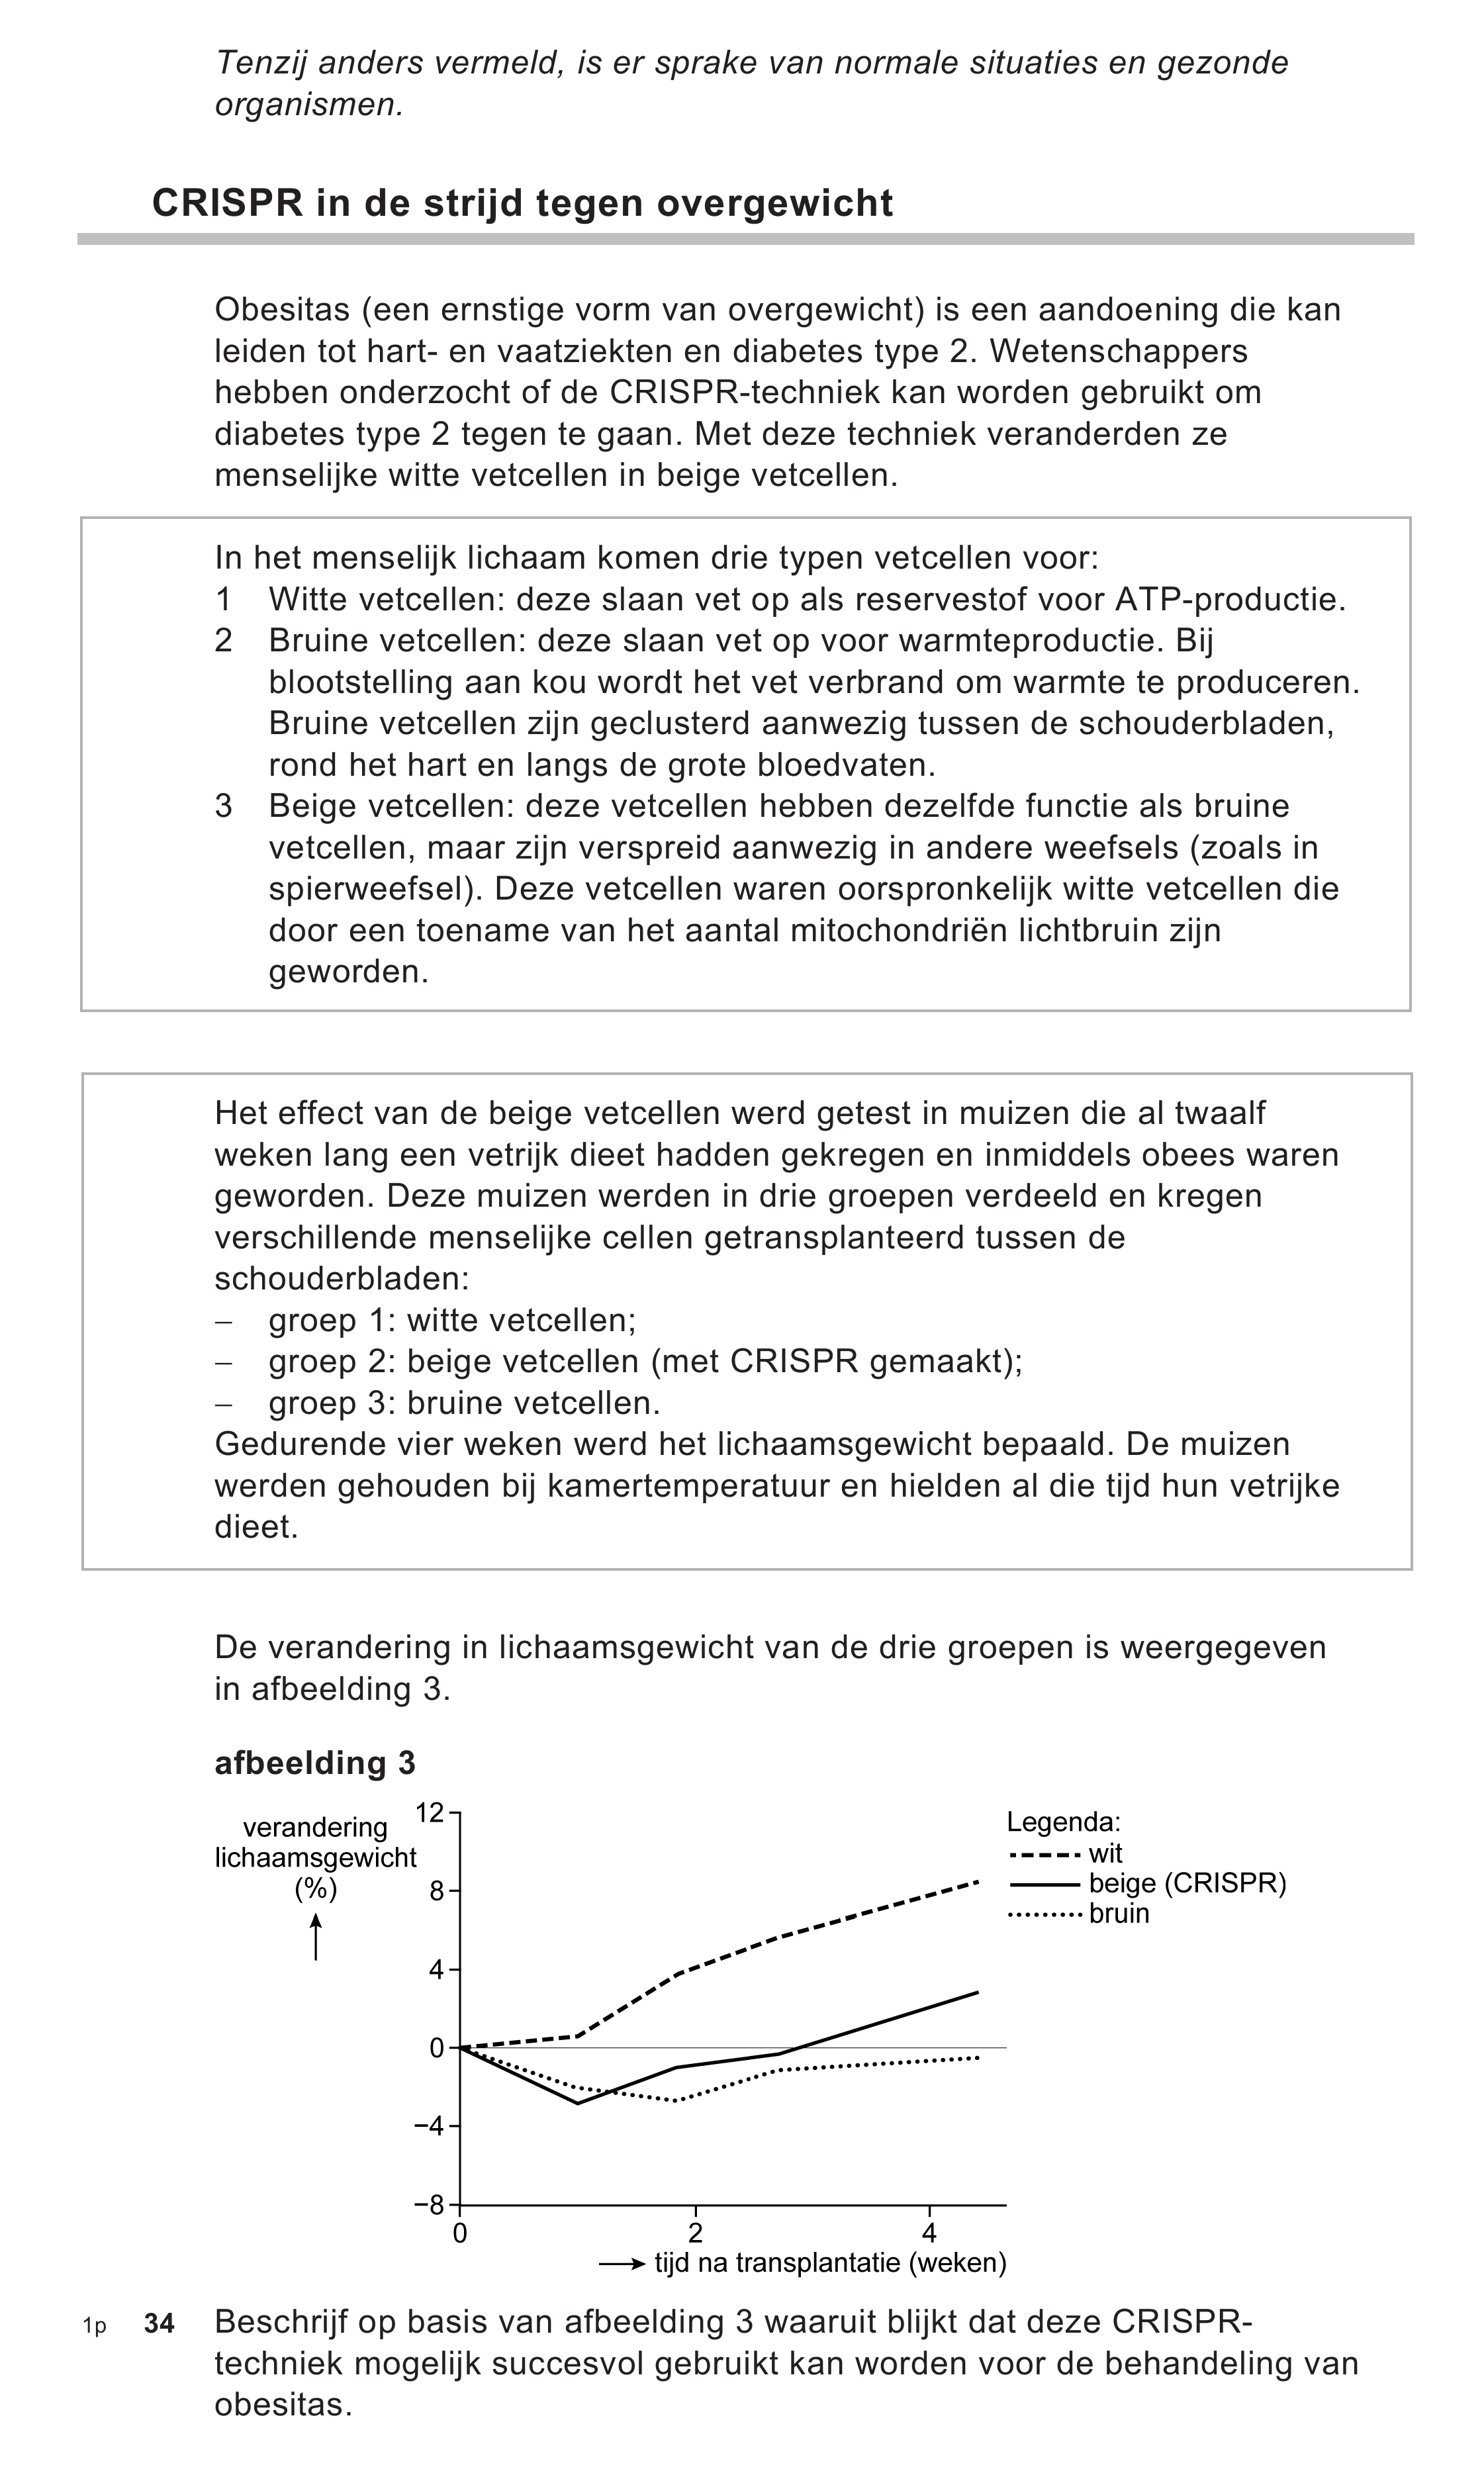 Tenzij anders vermeld, is er sprake van normale situaties en gezonde
organismen.
CRISPR in de strijd tegen overgewicht
Obesitas (een ernstige vorm van overgewicht) is een aandoening die kan
leiden tot hart- en vaatziekten en diabetes type 2. Wetenschappers
hebben onderzocht of de CRISPR-techniek kan worden gebruikt om
diabetes type 2 tegen te gaan. Met deze techniek veranderden ze
menselijke witte vetcellen in beige vetcellen.
In het menselijk lichaam komen drie typen vetcellen voor:
1 Witte vetcellen: deze slaan vet op als reservestof voor ATP-productie.
2 Bruine vetcellen: deze slaan vet op voor warmteproductie. Bij
blootstelling aan kou wordt het vet verbrand om warmte te produceren.
Bruine vetcellen zijn geclusterd aanwezig tussen de schouderbladen,
rond het hart en langs de grote bloedvaten.
3 Beige vetcellen: deze vetcellen hebben dezelfde functie als bruine
vetcellen, maar zijn verspreid aanwezig in andere weefsels (zoals in
spierweefsel). Deze vetcellen waren oorspronkelijk witte vetcellen die
door een toename van het aantal mitochondriën lichtbruin zijn
geworden.
Het effect van de beige vetcellen werd getest in muizen die al twaalf
weken lang een vetrijk dieet hadden gekregen en inmiddels obees waren
geworden. Deze muizen werden in drie groepen verdeeld en kregen
verschillende menselijke cellen getransplanteerd tussen de
schouderbladen:
– groep 1: witte vetcellen;
– groep 2: beige vetcellen (met CRISPR gemaakt);
– groep 3: bruine vetcellen.
Gedurende vier weken werd het lichaamsgewicht bepaald. De muizen
werden gehouden bij kamertemperatuur en hielden al die tijd hun vetrijke
dieet.
De verandering in lichaamsgewicht van de drie groepen is weergegeven
in afbeelding 3.
afbeelding 3
verandering
lichaamsgewicht
(%)
12
8
4
0
−4
−8
0 2 4
tijd na transplantatie (weken)
Legenda:
wit
beige (CRISPR)
bruin
1p 34 Beschrijf op basis van afbeelding 3 waaruit blijkt dat deze CRISPR-
techniek mogelijk succesvol gebruikt kan worden voor de behandeling van
obesitas.